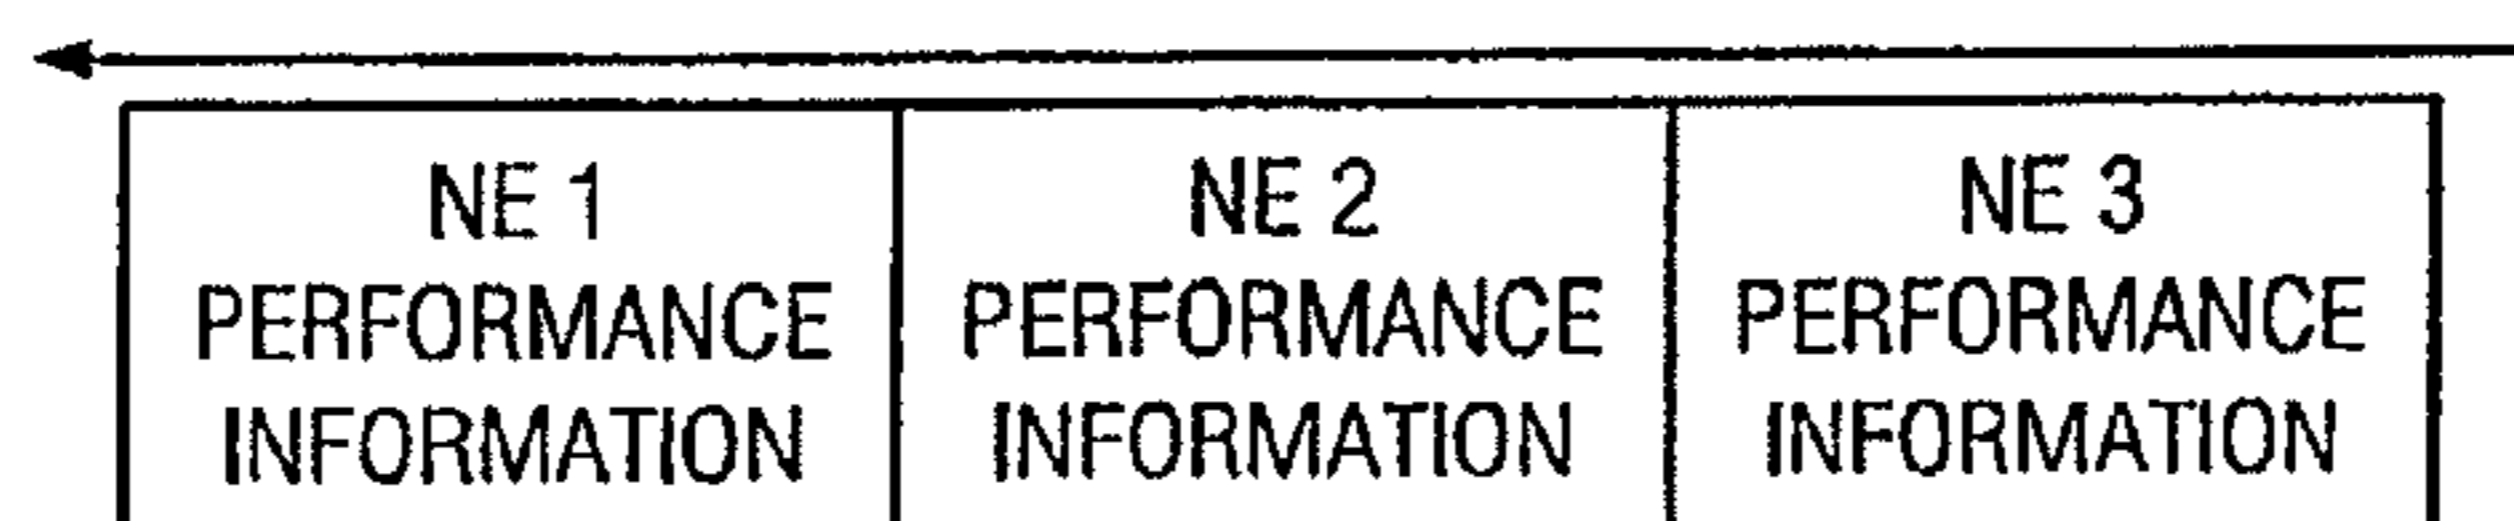 NE 1
PERFORMANCE
INFORMATION
NE 2
PERFORMANCE
INFORMATION
NE 3
PERFORMANCE
INFORMATION